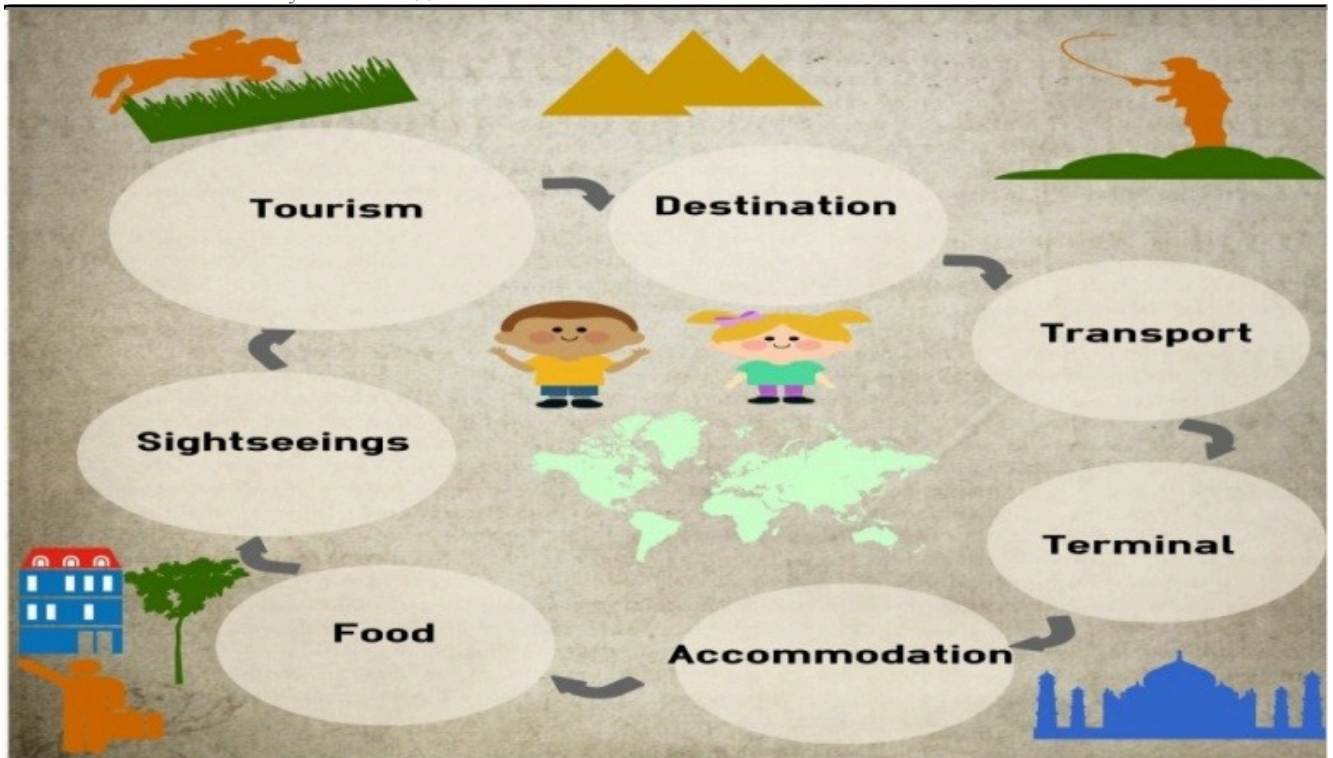 Tourism
Destination
Transport
Terminal
Accommodation
Food
Sightseeings